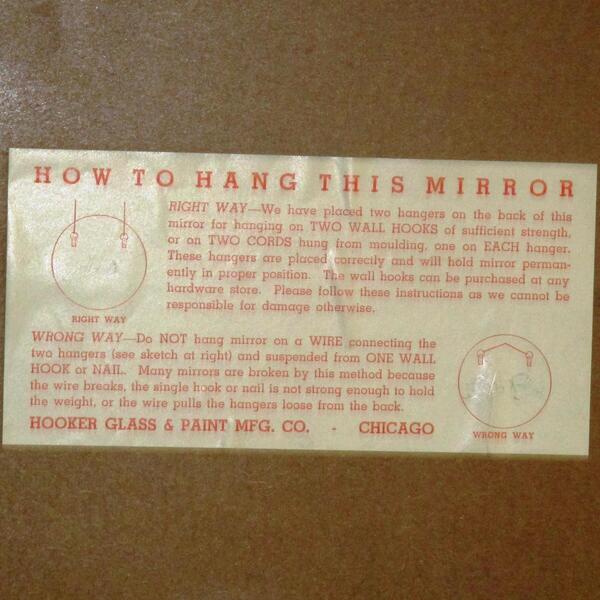 HOW TO HANG THIS MIRROR
RIGHT WAY—We have placed two hangers on the back of this
mirror for hanging on TWO WALL HOOKS of sufficient strength,
or on TWO CORDS hung from moulding, one on EACH hanger.
These hangers are placed correctly and will hold mirror perman-
ently in proper position. The wall hooks can be purchased at any
hardware store. Please follow these instructions as we cannot be
responsible for damage otherwise.
RIGHT WAY
WRONG WAY—Do NOT hang mirror on a WIRE connecting the
two hangers (see sketch at right) and suspended from ONE WALL
HOOK or NAIL. Many mirrors are broken by this method because
the wire breaks, the single hook or nail is not strong enough to hold
the weight, or the wire pulls the hangers loose from the back.
HOOKER GLASS & PAINT MFG. CO. - CHICAGO
WRONG WAY